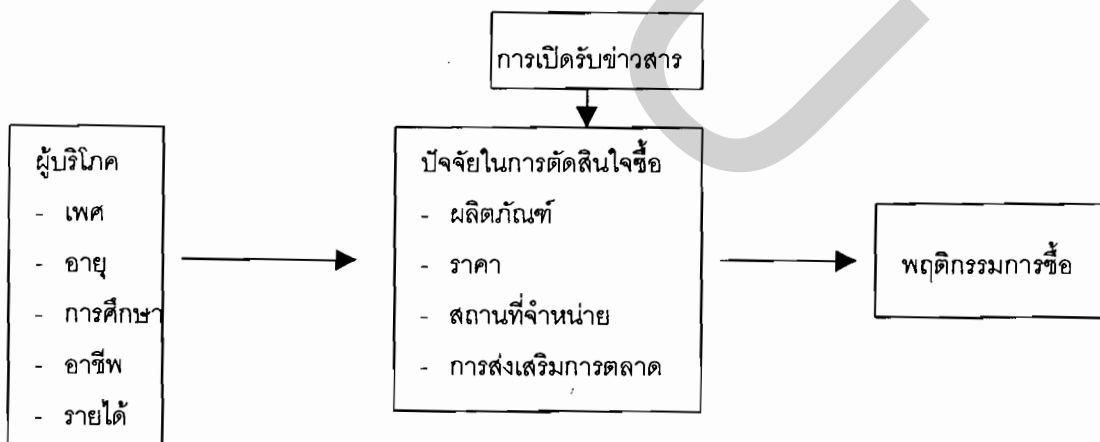 การเปิดรับข่าวสาร
ผู้บริโภค
- เพศ
- อายุ
- การศึกษา
- อาชีพ
- รายได้
ปัจจัยในการตัดสินใจซื้อ
- ผลิตภัณฑ์
- ราคา
- สถานที่จำหน่าย
- การส่งเสริมการตลาด
พฤติกรรมการซื้อ